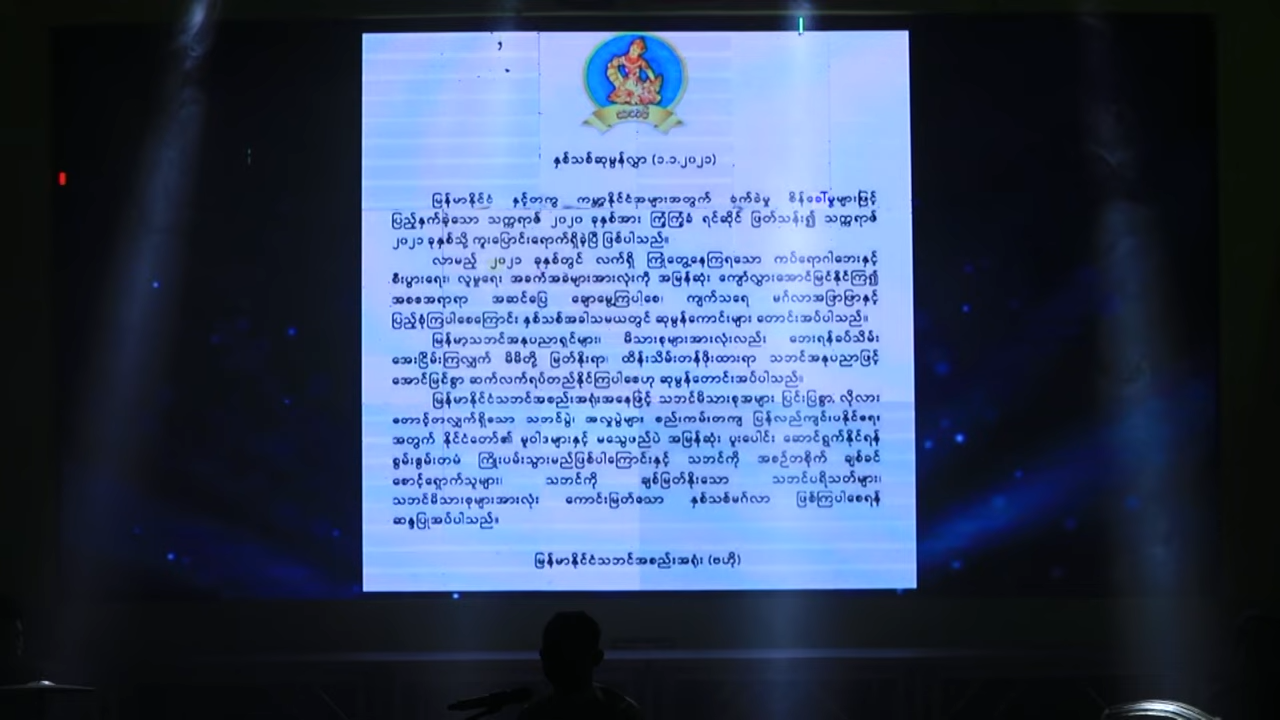 နှစ်သစ်ဆုမွန်လွှာ (၁.၁.၂၀၂၁)
မြန်မာနိုင်ငံ နှင့်တကွ ကမ္ဘာ့နိုင်ငံအများအတွက် ခက်ခဲမှု စိန်ခေါ်မှုများဖြင့်
ပြည့်နှက်ခဲ့သော သက္ကရာဇ် ၂၀၂၀ ခုနှစ်အား ကြံ့ကြံ့ခံ ရင်ဆိုင် ဖြတ်သန်း၍ သက္ကရာဇ်
၂၀၂၁ ခုနှစ်သို့ ကူးပြောင်းရောက်ရှိခဲ့ပြီ ဖြစ်ပါသည်။
လာမည့် ၂၀၂၁ ခုနှစ်တွင် လက်ရှိ ကြုံတွေ့နေကြရသော ကပ်ရောဂါဘေးနှင့်
စီးပွားရေး၊ လူမှုရေး အခက်အခဲများအားလုံးကို အမြန်ဆုံး ကျော်လွှားအောင်မြင်နိုင်ကြ၍
အစစအရာရာ အဆင်ပြေ ချောမွေ့ကြပါစေ၊ ကျက်သရေ မင်္ဂလာအဖြာဖြာနှင့်
ပြည့်စုံကြပါစေကြောင်း နှစ်သစ်အခါသမယတွင် ဆုမွန်ကောင်းများ တောင်းအပ်ပါသည်။
မြန်မာ့သဘင်အနုပညာရှင်များ၊ မိသားစုများအားလုံးလည်း ဘေးရန်ခပ်သိမ်း
အေးငြိမ်းကြလျှက် မိမိတို့ မြတ်နိုးရာ၊ ထိန်းသိမ်းတန်ဖိုးထားရာ သဘင်အနုပညာဖြင့်
အောင်မြင်စွာ ဆက်လက်ရပ်တည်နိုင်ကြပါစေဟု ဆုမွန်တောင်းအပ်ပါသည်။
မြန်မာနိုင်ငံသဘင်အစည်းအရုံးအနေဖြင့် သဘင်မိသားစုအများ ပြင်းပြစွာ လိုလား
တောင့်တလျှက်ရှိသော သဘင်ပွဲ၊ အလှူပွဲများ စည်းကမ်းတကျ ပြန်လည်ကျင်းပနိုင်ရေး
အတွက် နိုင်ငံတော်၏ မူဝါဒများနှင့် မသွေဖည်ပဲ အမြန်ဆုံး ပူးပေါင်း ဆောင်ရွက်နိုင်ရန်
စွမ်းစွမ်းတမံ ကြိုးပမ်းသွားမည်ဖြစ်ပါကြောင်းနှင့် သဘင်ကို အစဉ်တစိုက် ချစ်ခင်
စောင့်ရှောက်သူများ၊ သဘင်ကို ချစ်မြတ်နိုးသော သဘင်ပရိသတ်များ၊
သဘင်မိသားစုများအားလုံး ကောင်းမြတ်သော နှစ်သစ်မင်္ဂလာ ဖြစ်ကြပါစေရန်
ဆန္ဒပြုအပ်ပါသည်။
မြန်မာနိုင်ငံသဘင်အစည်းအရုံး (ဗဟို)